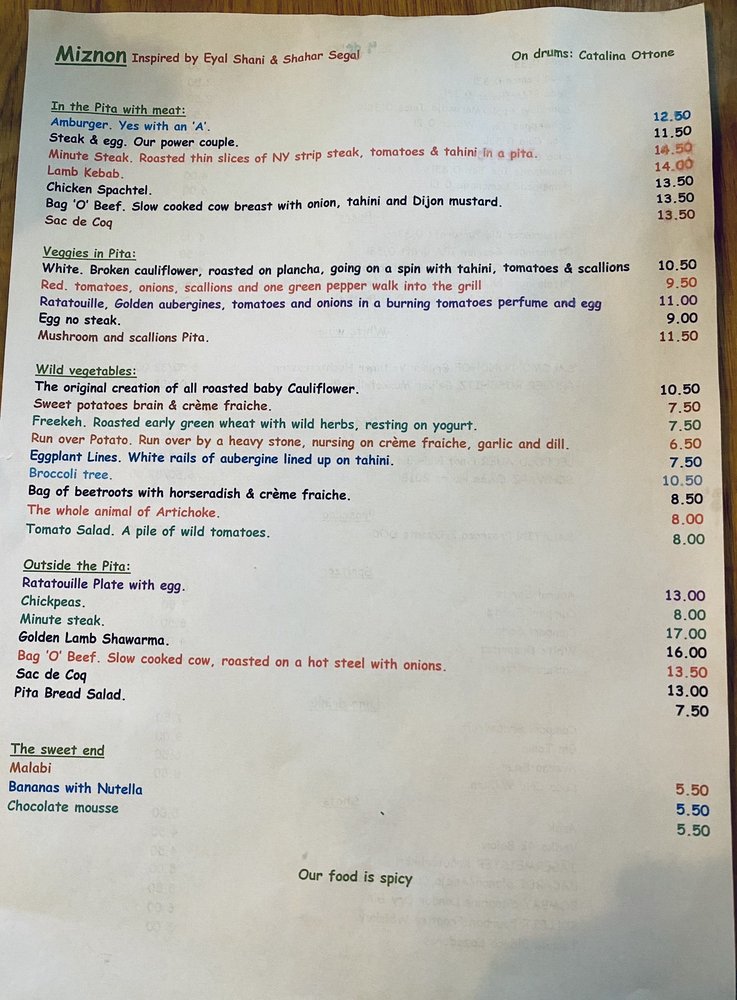 Miznon Inspired by Eyal Shani & Shahar Segal On drums: Catalina Ottone
In the Pita with meat:
Amburger. Yes with an 'A'. 12.50
Steak & egg. Our power couple. 11.50
Minute Steak. Roasted thin slices of NY strip steak, tomatoes & tahini in a pita. 14.50
Lamb Kebab. 14.00
Chicken Spachtel. 13.50
Bag 'O' Beef. Slow cooked cow breast with onion, tahini and Dijon mustard. 13.50
Sac de Coq 13.50
Veggies in Pita:
White. Broken cauliflower, roasted on plancha, going on a spin with tahini, tomatoes & scallions 10.50
Red. tomatoes, onions, scallions and one green pepper walk into the grill 9.50
Ratatouille, Golden aubergines, tomatoes and onions in a burning tomatoes perfume and egg 11.00
Egg no steak. 9.00
Mushroom and scallions Pita. 11.50
Wild vegetables:
The original creation of all roasted baby Cauliflower. 10.50
Sweet potatoes brain & crème fraiche. 7.50
Freekeh. Roasted early green wheat with wild herbs, resting on yogurt. 7.50
Run over Potato. Run over by a heavy stone, nursing on crème fraiche, garlic and dill. 6.50
Eggplant Lines. White rails of aubergine lined up on tahini. 7.50
Broccoli tree. 10.50
Bag of beetroots with horseradish & crème fraiche. 8.50
The whole animal of Artichoke. 8.00
Tomato Salad. A pile of wild tomatoes. 8.00
Outside the Pita:
Ratatouille Plate with egg. 13.00
Chickpeas. 8.00
Minute steak. 17.00
Golden Lamb Shawarma. 16.00
Bag 'O' Beef. Slow cooked cow, roasted on a hot steel with onions. 13.50
Sac de Coq 13.00
Pita Bread Salad. 7.50
The sweet end
Malabi 5.50
Bananas with Nutella 5.50
Chocolate mousse 5.50
Our food is spicy